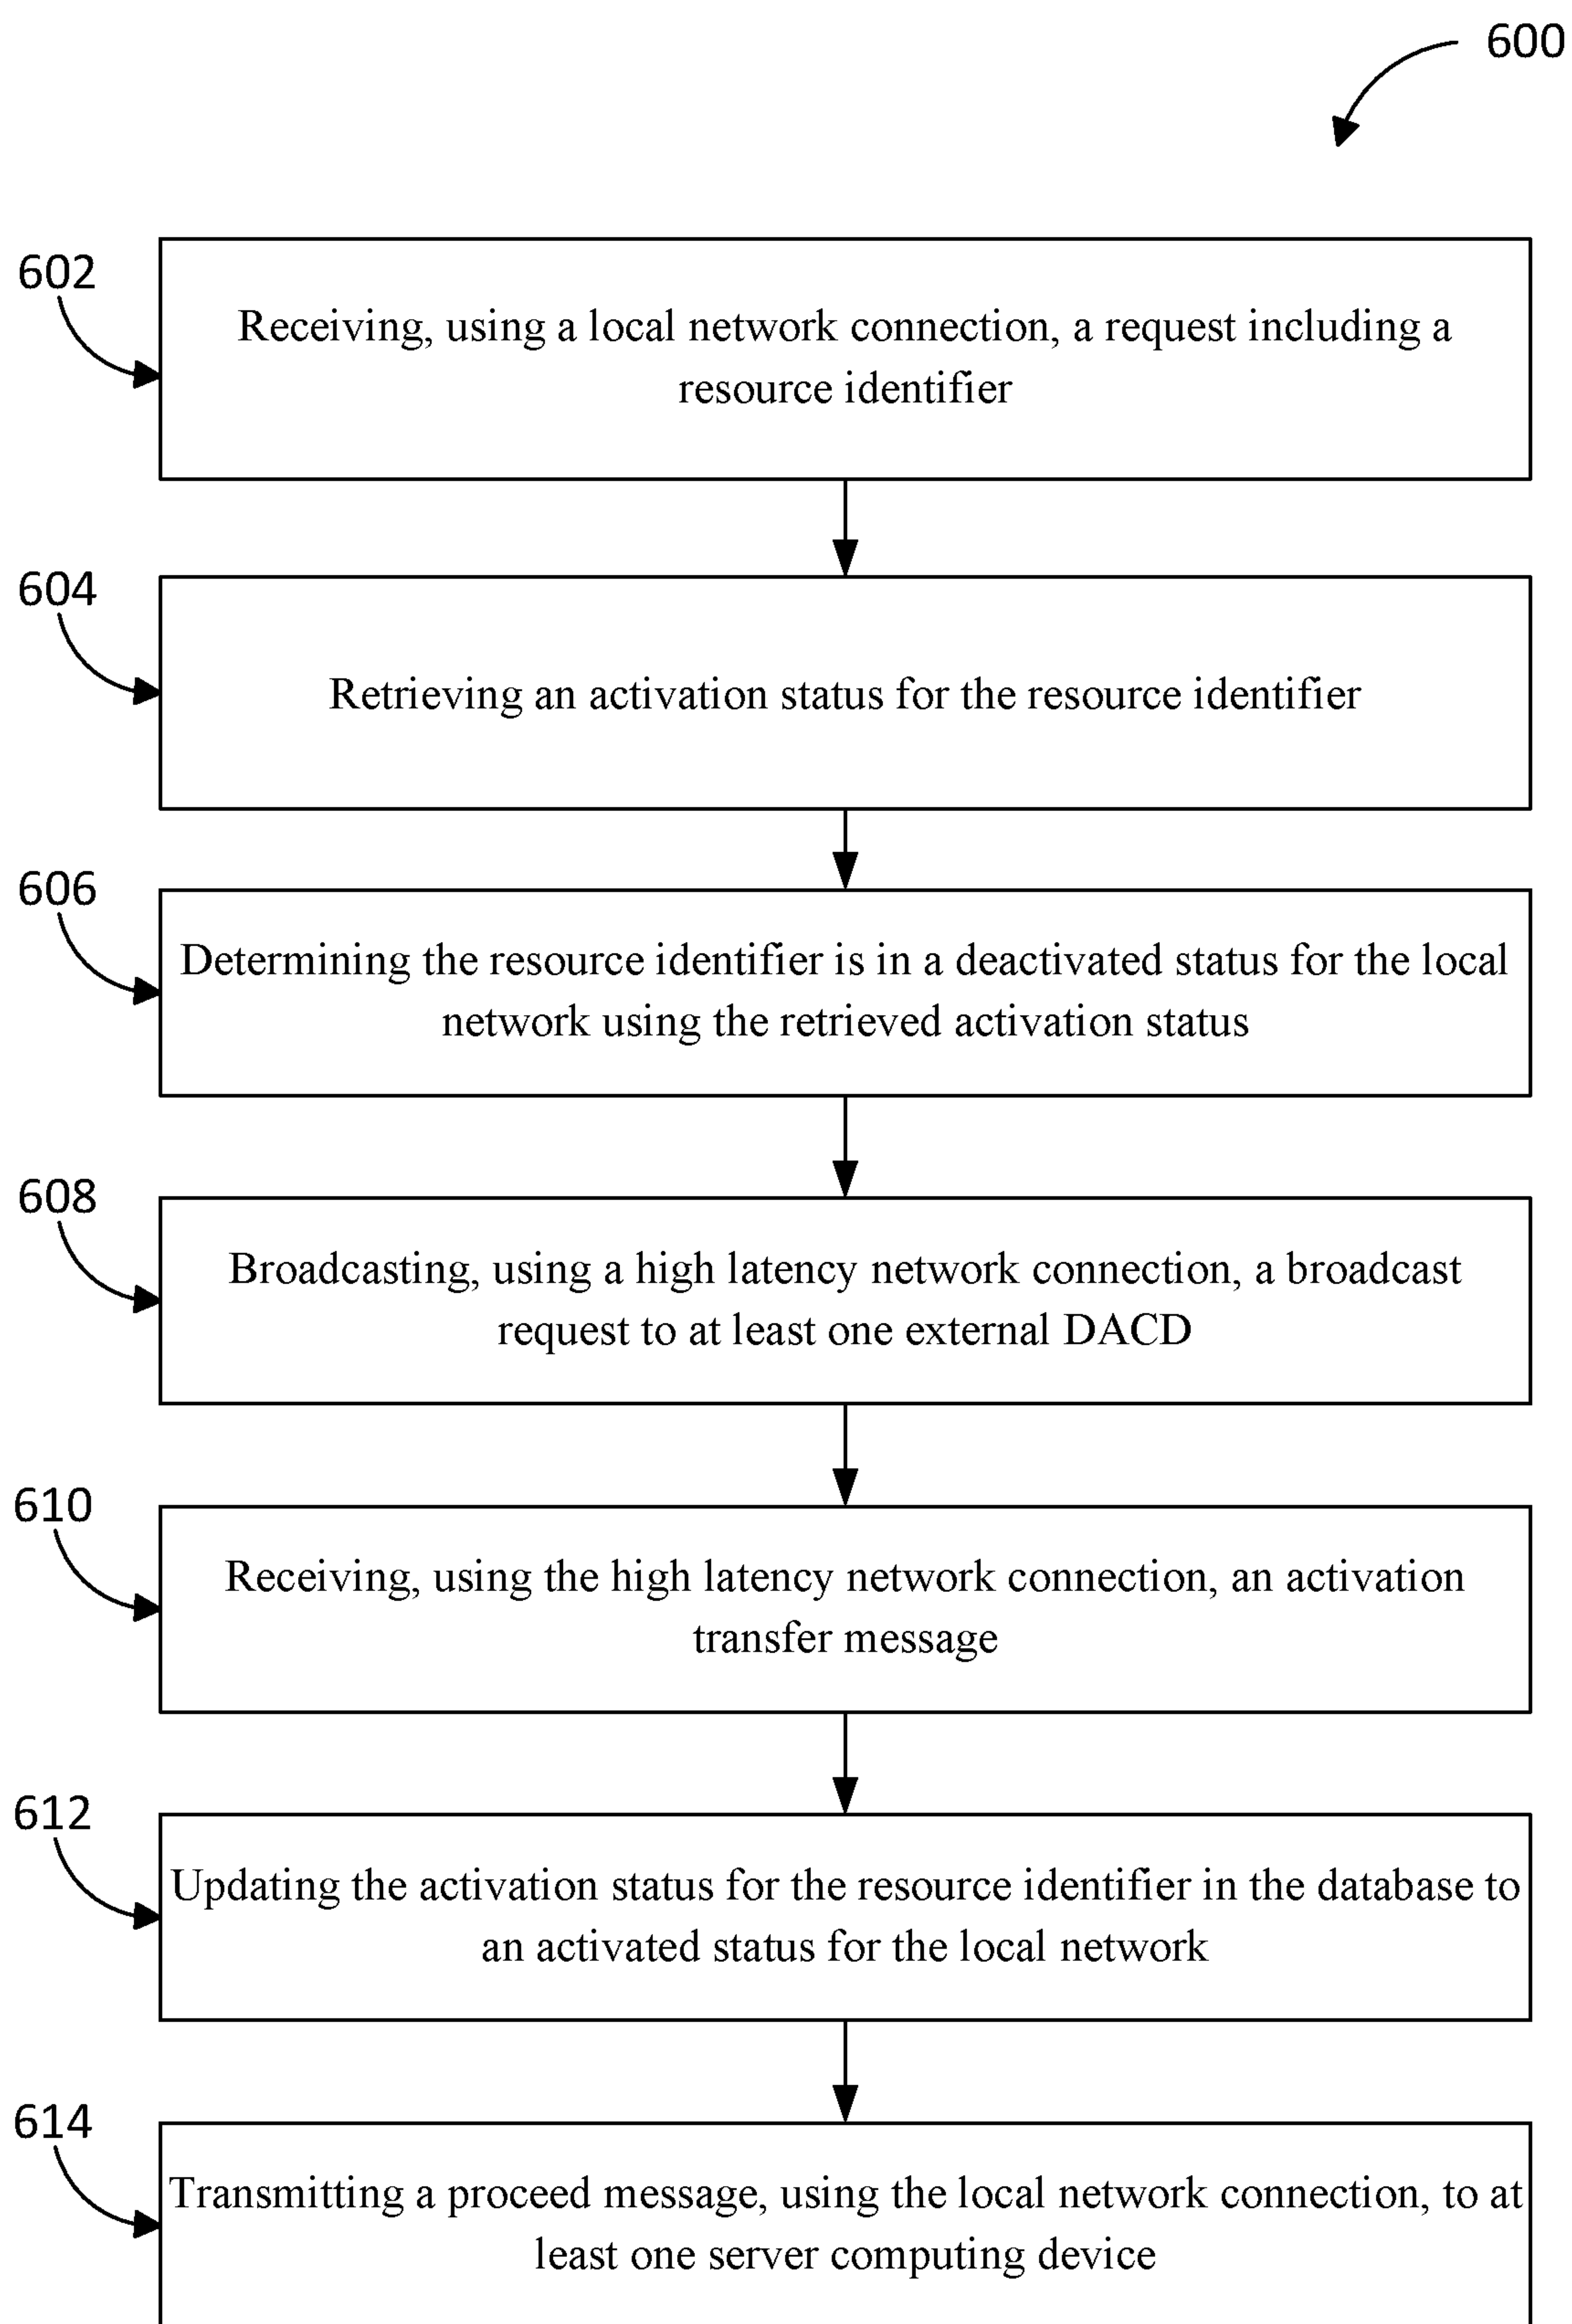 600
602
Receiving, using a local network connection, a request including a
resource identifier
604
Retrieving an activation status for the resource identifier
606
Determining the resource identifier is in a deactivated status for the local
network using the retrieved activation status
608
Broadcasting, using a high latency network connection, a broadcast
request to at least one external DACD
610
Receiving, using the high latency network connection, an activation
transfer message
612
Updating the activation status for the resource identifier in the database to
an activated status for the local network
614
Transmitting a proceed message, using the local network connection, to at
least one server computing device